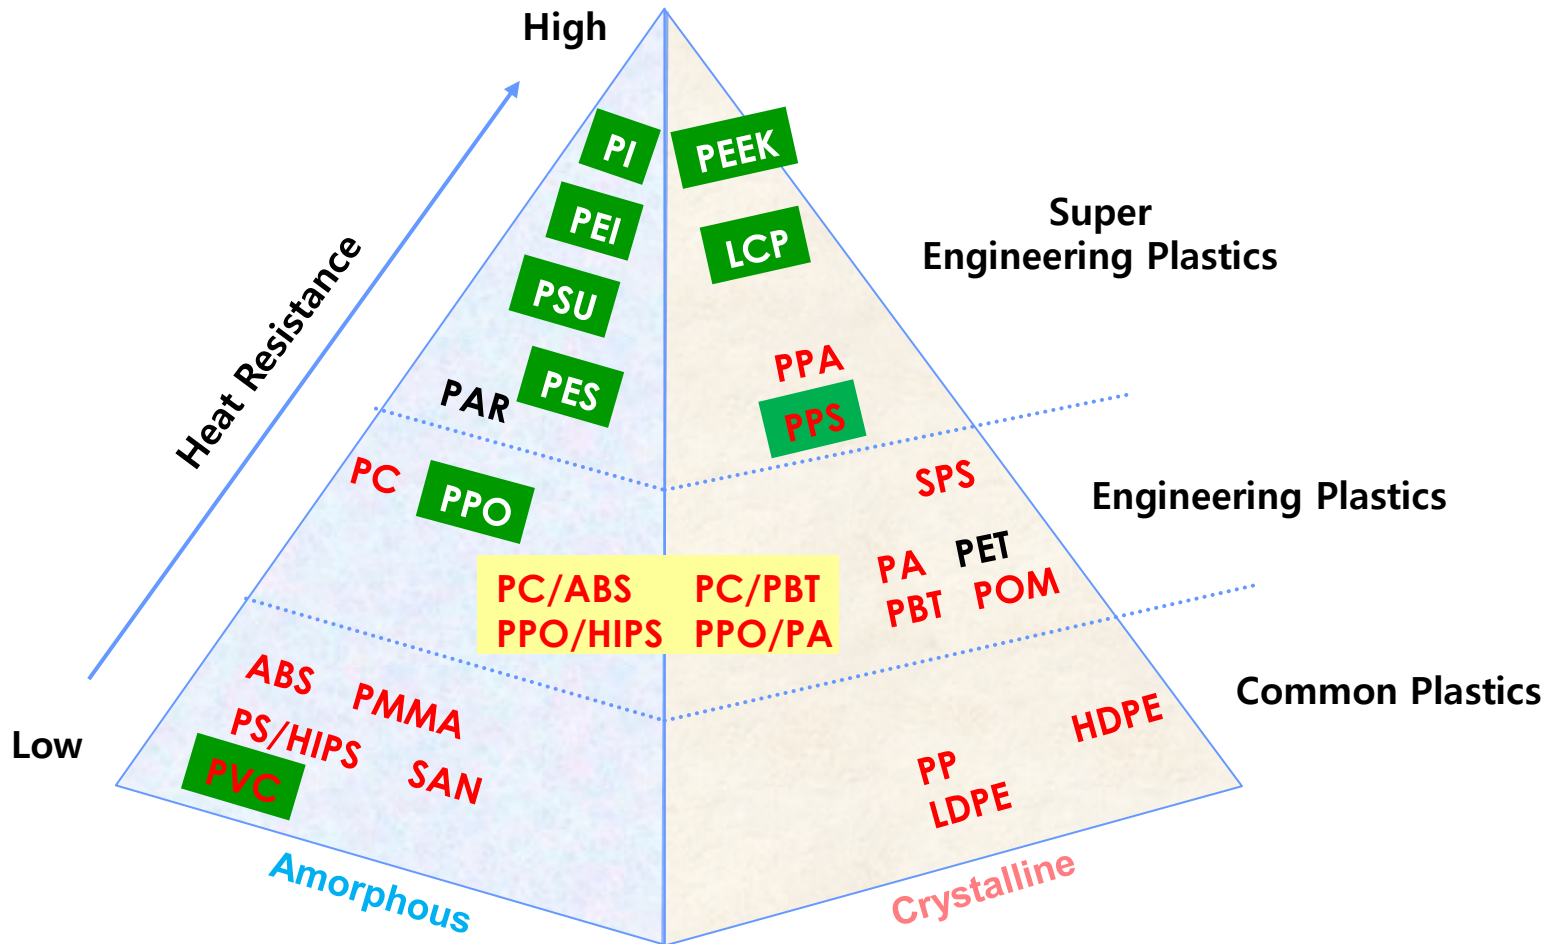 High
PI
PEEK
PEI
LCP
Super
Engineering Plastics
PSU
Heat Resistance
PPA
PES
PAR
PPS
PC
PPO
SPS
Engineering Plastics
PA
PET
PC/ABS PC/PBT
PPO/HIPS PPO/PA
PBT
POM
ABS
PMMA
Common Plastics
HDPE
PS/HIPS
Low
PVC
SAN
PP
LDPE
Amorphous
Crystalline